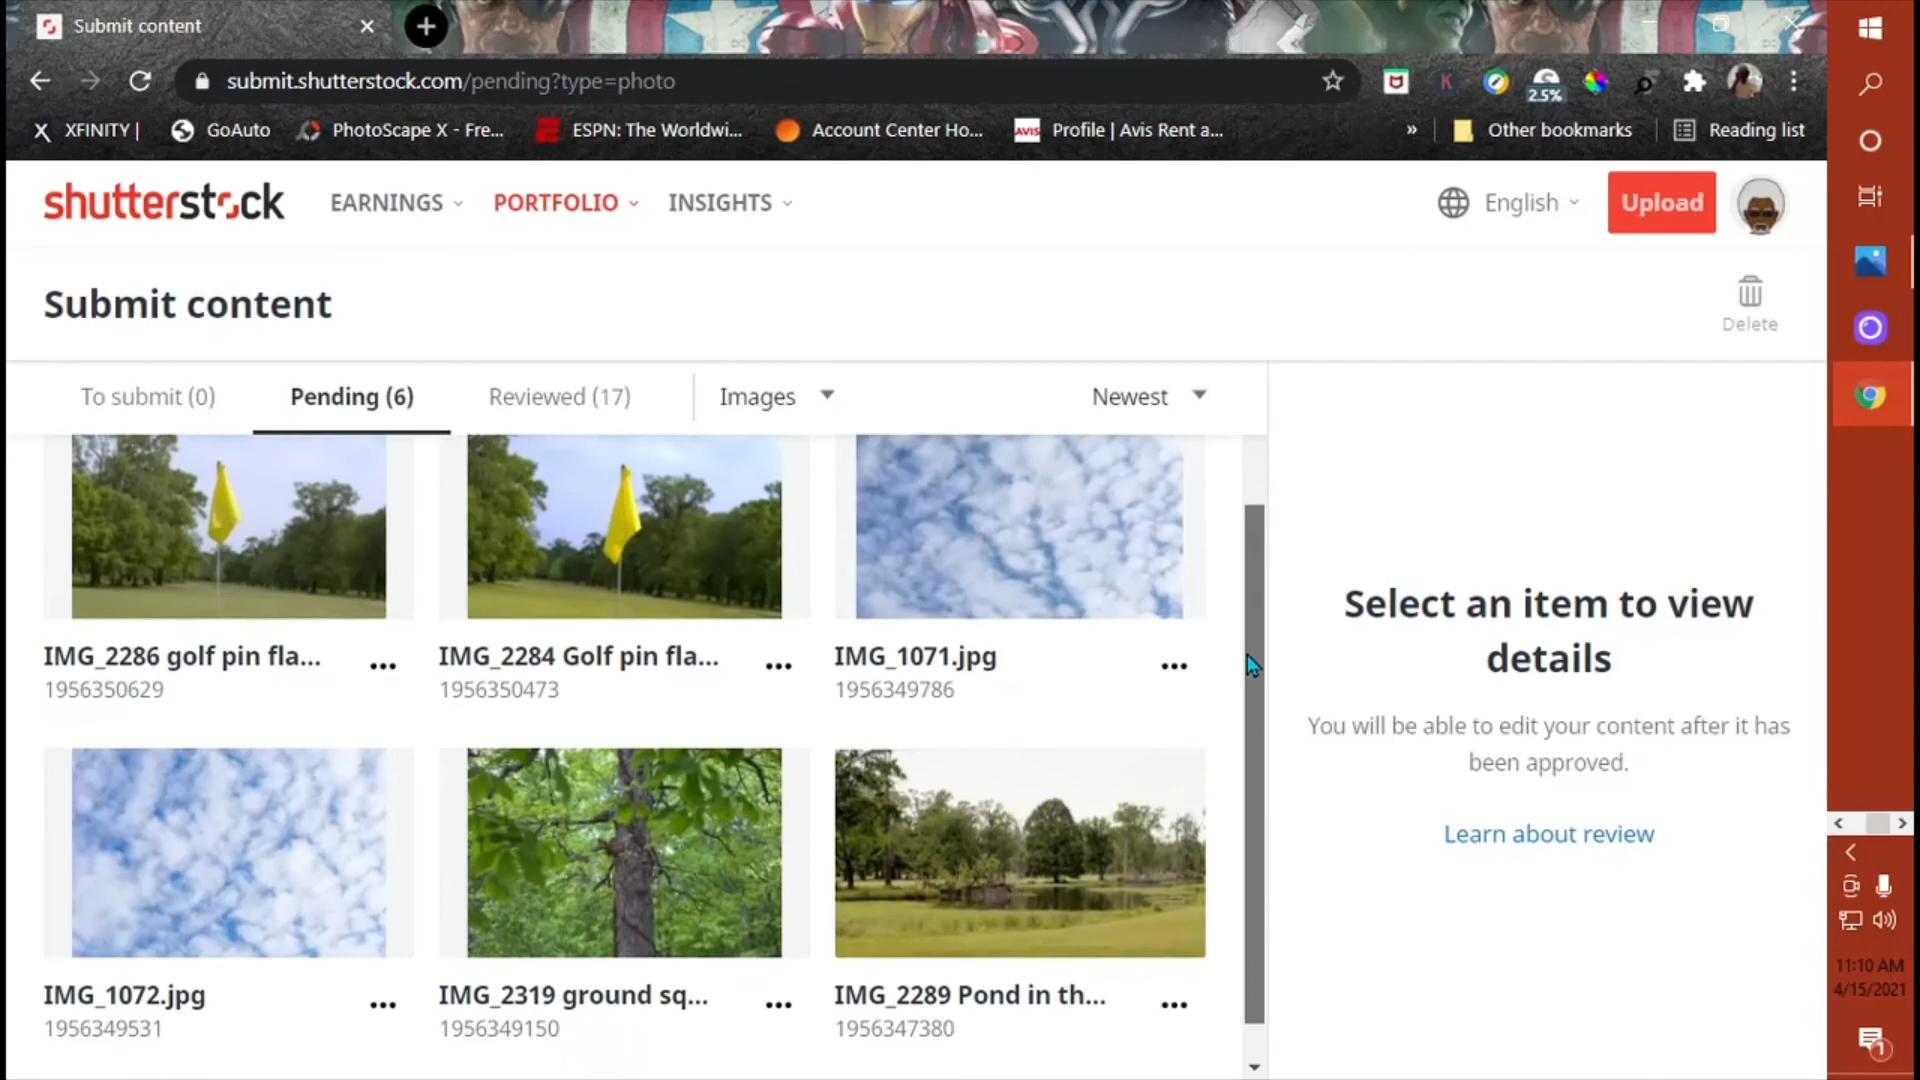 Submit content
submit.shutterstock.com/pending?type=photo
2.5%
XFINITY |
GoAuto
PhotoScape X - Fre...
ESPN: The Worldwi...
Account Center Ho...
AVIS
Profile | Avis Rent a...
»
Other bookmarks
Reading list
shutterstock
EARNINGS
PORTFOLIO
INSIGHTS
English
Upload
Submit content
Delete
To submit (0)
Pending (6)
Reviewed (17)
Images
Newest
IMG_2286 golf pin fla...
1956350629
IMG_2284 Golf pin fla...
1956350473
IMG_1071.jpg
1956349786
IMG_1072.jpg
1956349531
IMG_2319 ground sq...
1956349150
IMG_2289 Pond in th...
1956347380
Select an item to view
details
You will be able to edit your content after it has
been approved.
Learn about review
11:10 AM
4/15/2021
1